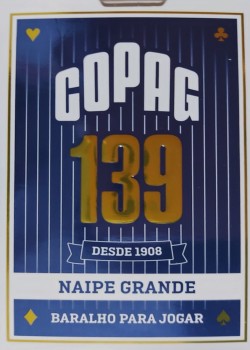 COPAG
139
DESDE 1908
NAIPE GRANDE
BARALHO PARA JOGAR